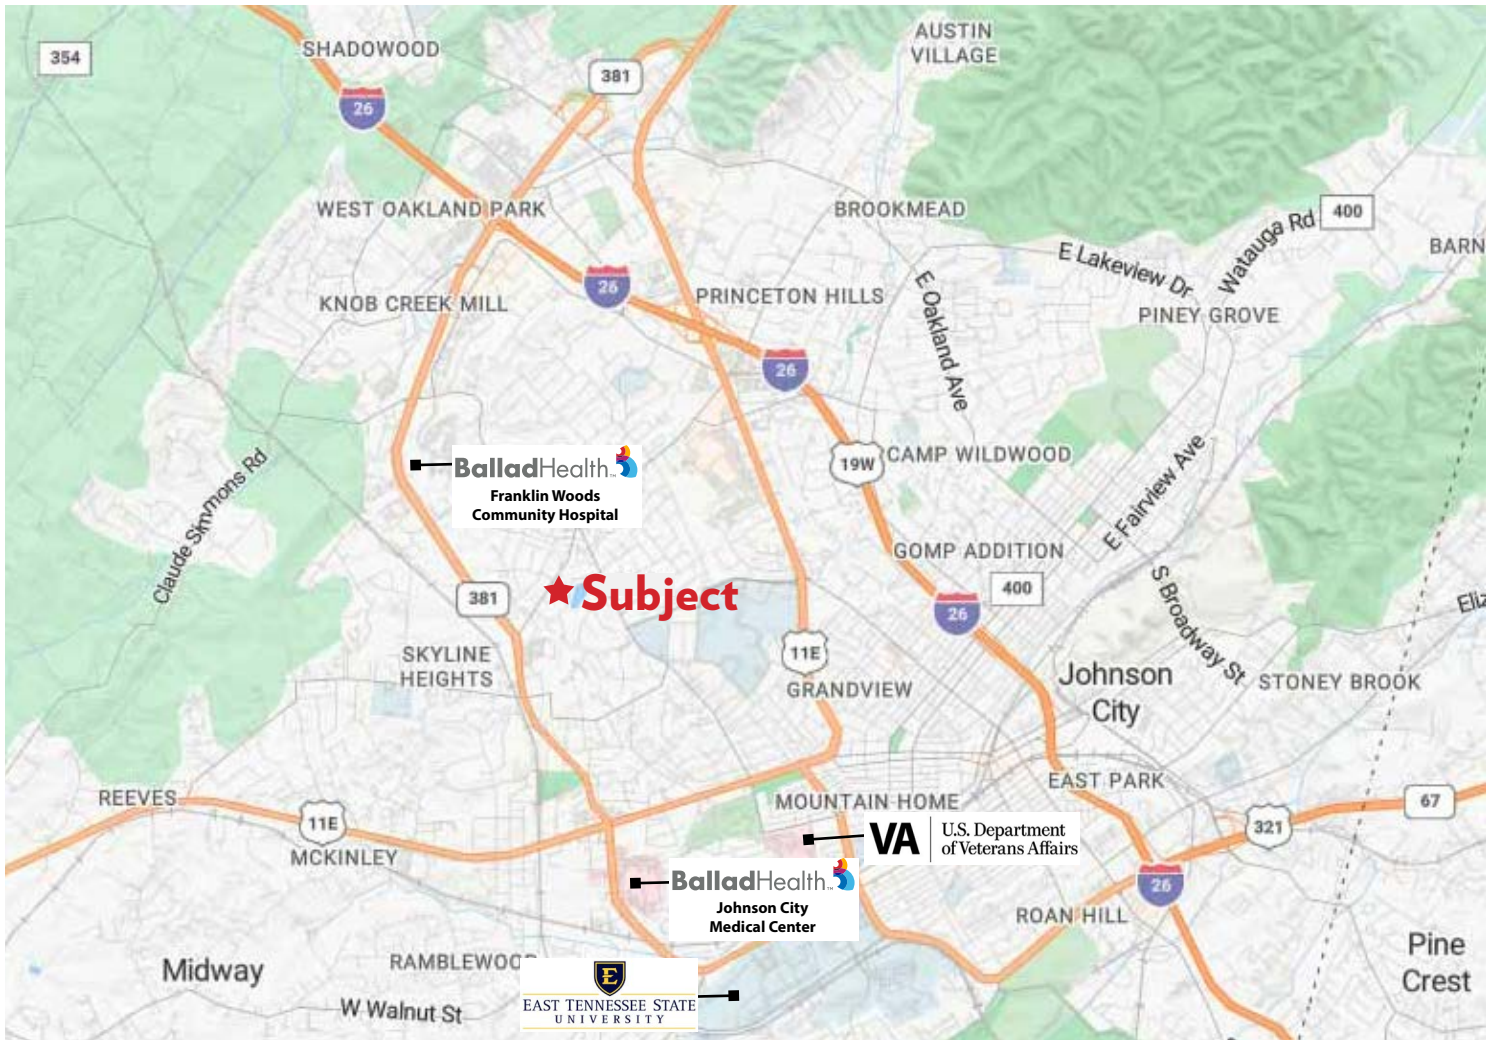 AUSTIN
VILLAGE
SHADOWOOD
354
381
26
WEST OAKLAND PARK
BROOKMEAD
400
Watauga Rd
E Lakeview Dr
BARN
26
PRINCETON HILLS
KNOB CREEK MILL
E Oakland Ave
PINEY GROVE
26
19W
CAMP WILDWOOD
BalladHealth
Franklin Woods
Community Hospital
Claude Simmons Rd
E Fairview Ave
GOMP ADDITION
400
Subject
381
26
S Broadway St
Eliz
11E
SKYLINE
HEIGHTS
GRANDVIEW
Johnson
City
STONEY BROOK
EAST PARK
REEVES
MOUNTAIN HOME
67
11E
321
MCKINLEY
VA
U.S. Department
of Veterans Affairs
BalladHealth
Johnson City
Medical Center
26
ROAN HILL
Pine
Crest
Midway
RAMBLEWOO
E
EAST TENNESSEE STATE
UNIVERSITY
W Walnut St